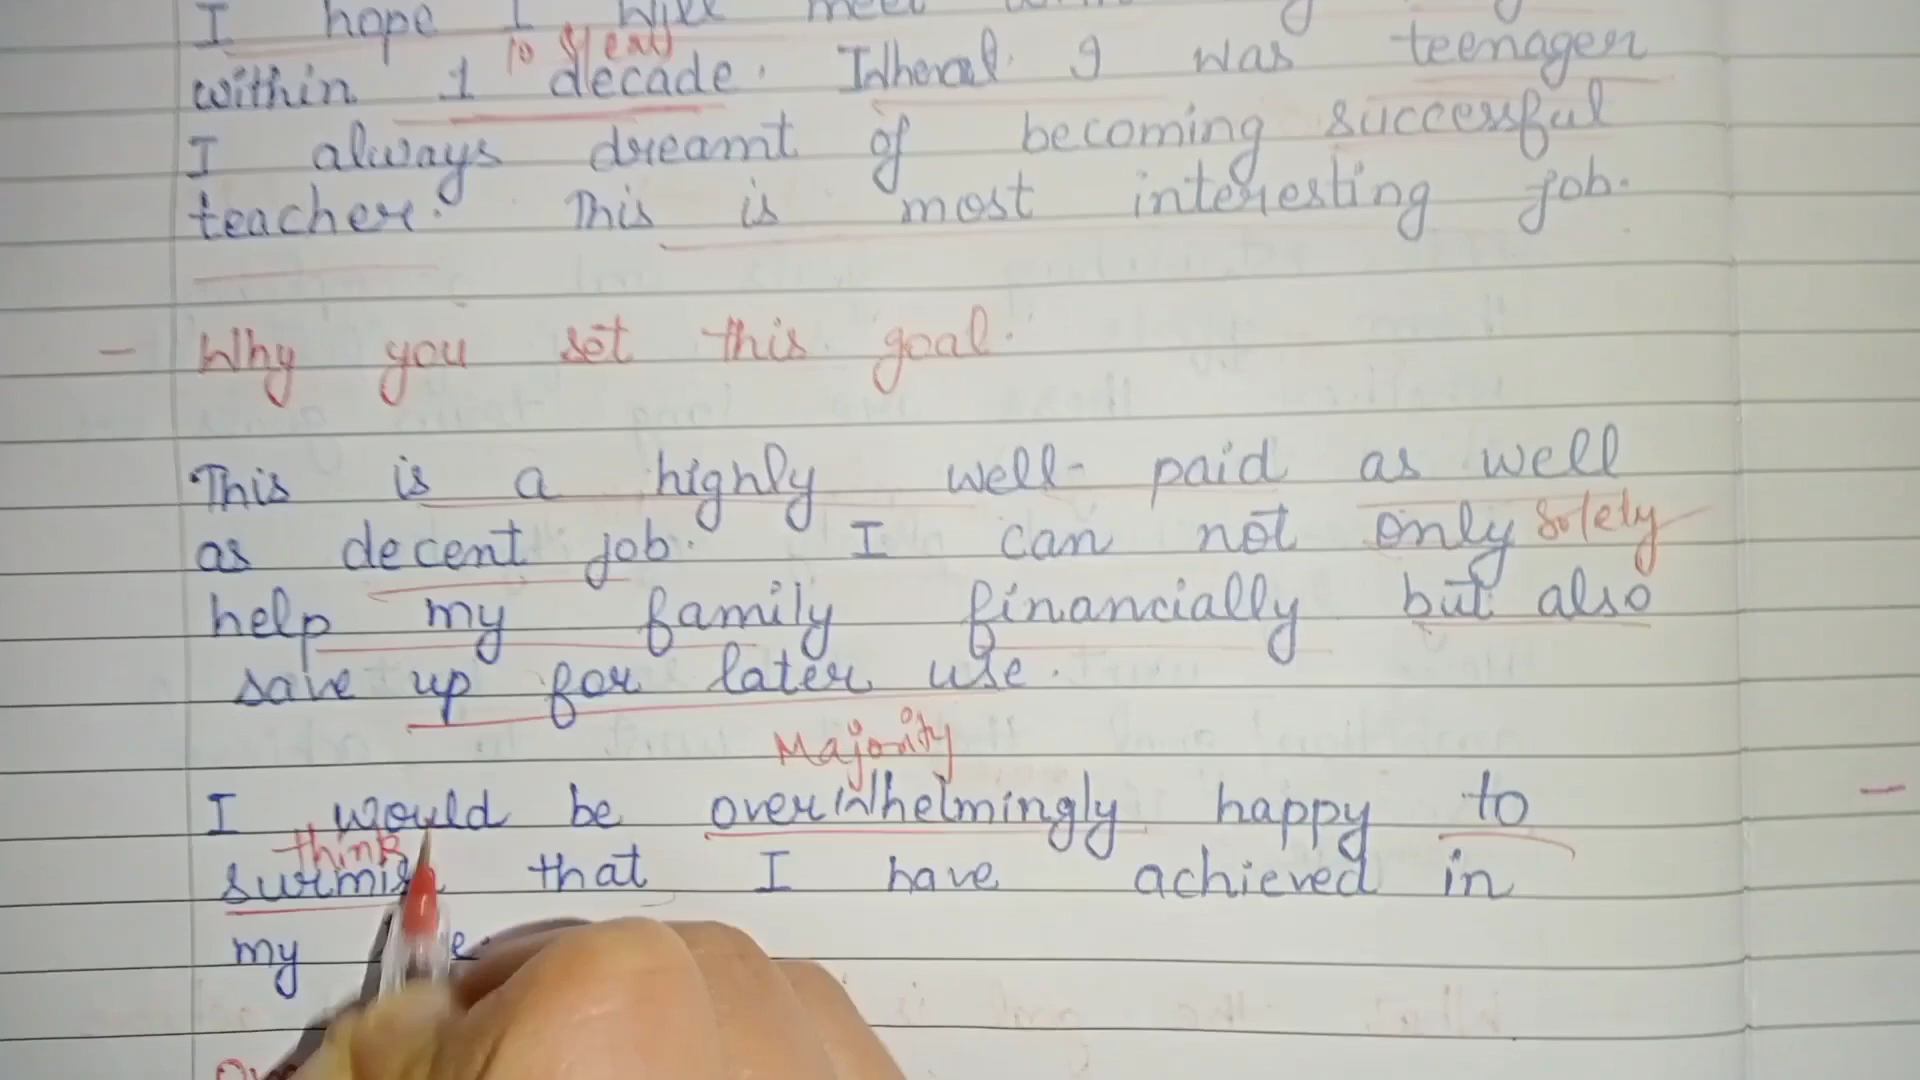 I hope I will meet
10 year
within 1 decade. When I was teenager
I always dreamt of becoming successful
teacher. This is most interesting job.
- Why you set this goal.
This is a highly well-paid as well
as decent job. I can not only solely
help my family financially but also
save up for later use.
Majority
I would be overwhelmingly happy to
think
surmise that I have achieved in
my